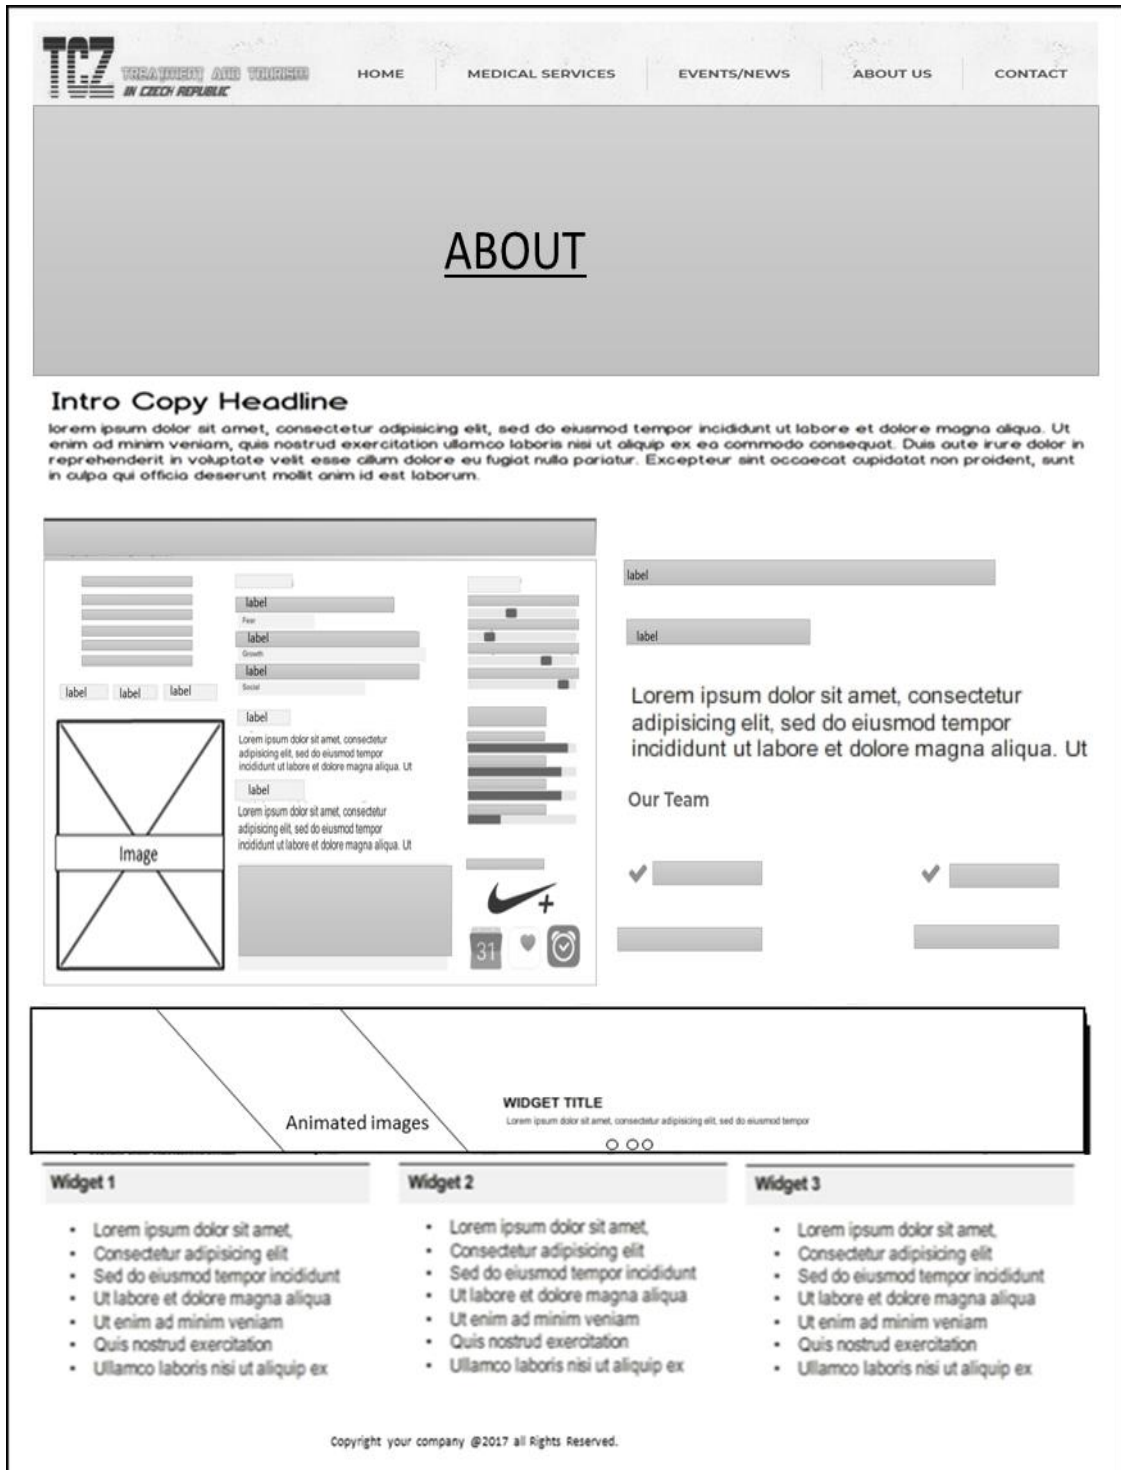 TCZ
TREATMENT AND TOURISM
IN CZECH REPUBLIC
HOME
MEDICAL SERVICES
EVENTS/NEWS
ABOUT US
CONTACT
ABOUT
Intro Copy Headline
lorem ipsum dolor sit amet, consectetur adipisicing elit, sed do eiusmod tempor incididunt ut labore et dolore magna aliqua. Ut
enim ad minim veniam, quis nostrud exercitation ullamco laboris nisi ut aliquip ex ea commodo consequat. Duis aute irure dolor in
reprehenderit in voluptate velit esse cillum dolore eu fugiat nulla pariatur. Excepteur sint occaecat cupidatat non proident, sunt
in culpa qui officia deserunt mollit anim id est laborum.
label
label
label
label
Fear
label
Growth
label
Social
label
Lorem ipsum dolor sit amet, consectetur
adipisicing elit, sed do eiusmod tempor
incididunt ut labore et dolore magna aliqua. Ut
label
Lorem ipsum dolor sit amet, consectetur
adipisicing elit, sed do eiusmod tempor
incididunt ut labore et dolore magna aliqua. Ut
Image
31
label
label
Lorem ipsum dolor sit amet, consectetur
adipisicing elit, sed do eiusmod tempor
incididunt ut labore et dolore magna aliqua. Ut
Our Team
Animated images
WIDGET TITLE
Lorem ipsum dolor sit amet, consectetur adipisicing elit, sed do eiusmod tempor
Widget 1
• Lorem ipsum dolor sit amet,
• Consectetur adipisicing elit
• Sed do eiusmod tempor incididunt
• Ut labore et dolore magna aliqua
• Ut enim ad minim veniam
• Quis nostrud exercitation
• Ullamco laboris nisi ut aliquip ex
Widget 2
• Lorem ipsum dolor sit amet,
• Consectetur adipisicing elit
• Sed do eiusmod tempor incididunt
• Ut labore et dolore magna aliqua
• Ut enim ad minim veniam
• Quis nostrud exercitation
• Ullamco laboris nisi ut aliquip ex
Widget 3
• Lorem ipsum dolor sit amet,
• Consectetur adipisicing elit
• Sed do eiusmod tempor incididunt
• Ut labore et dolore magna aliqua
• Ut enim ad minim veniam
• Quis nostrud exercitation
• Ullamco laboris nisi ut aliquip ex
Copyright your company @2017 all Rights Reserved.